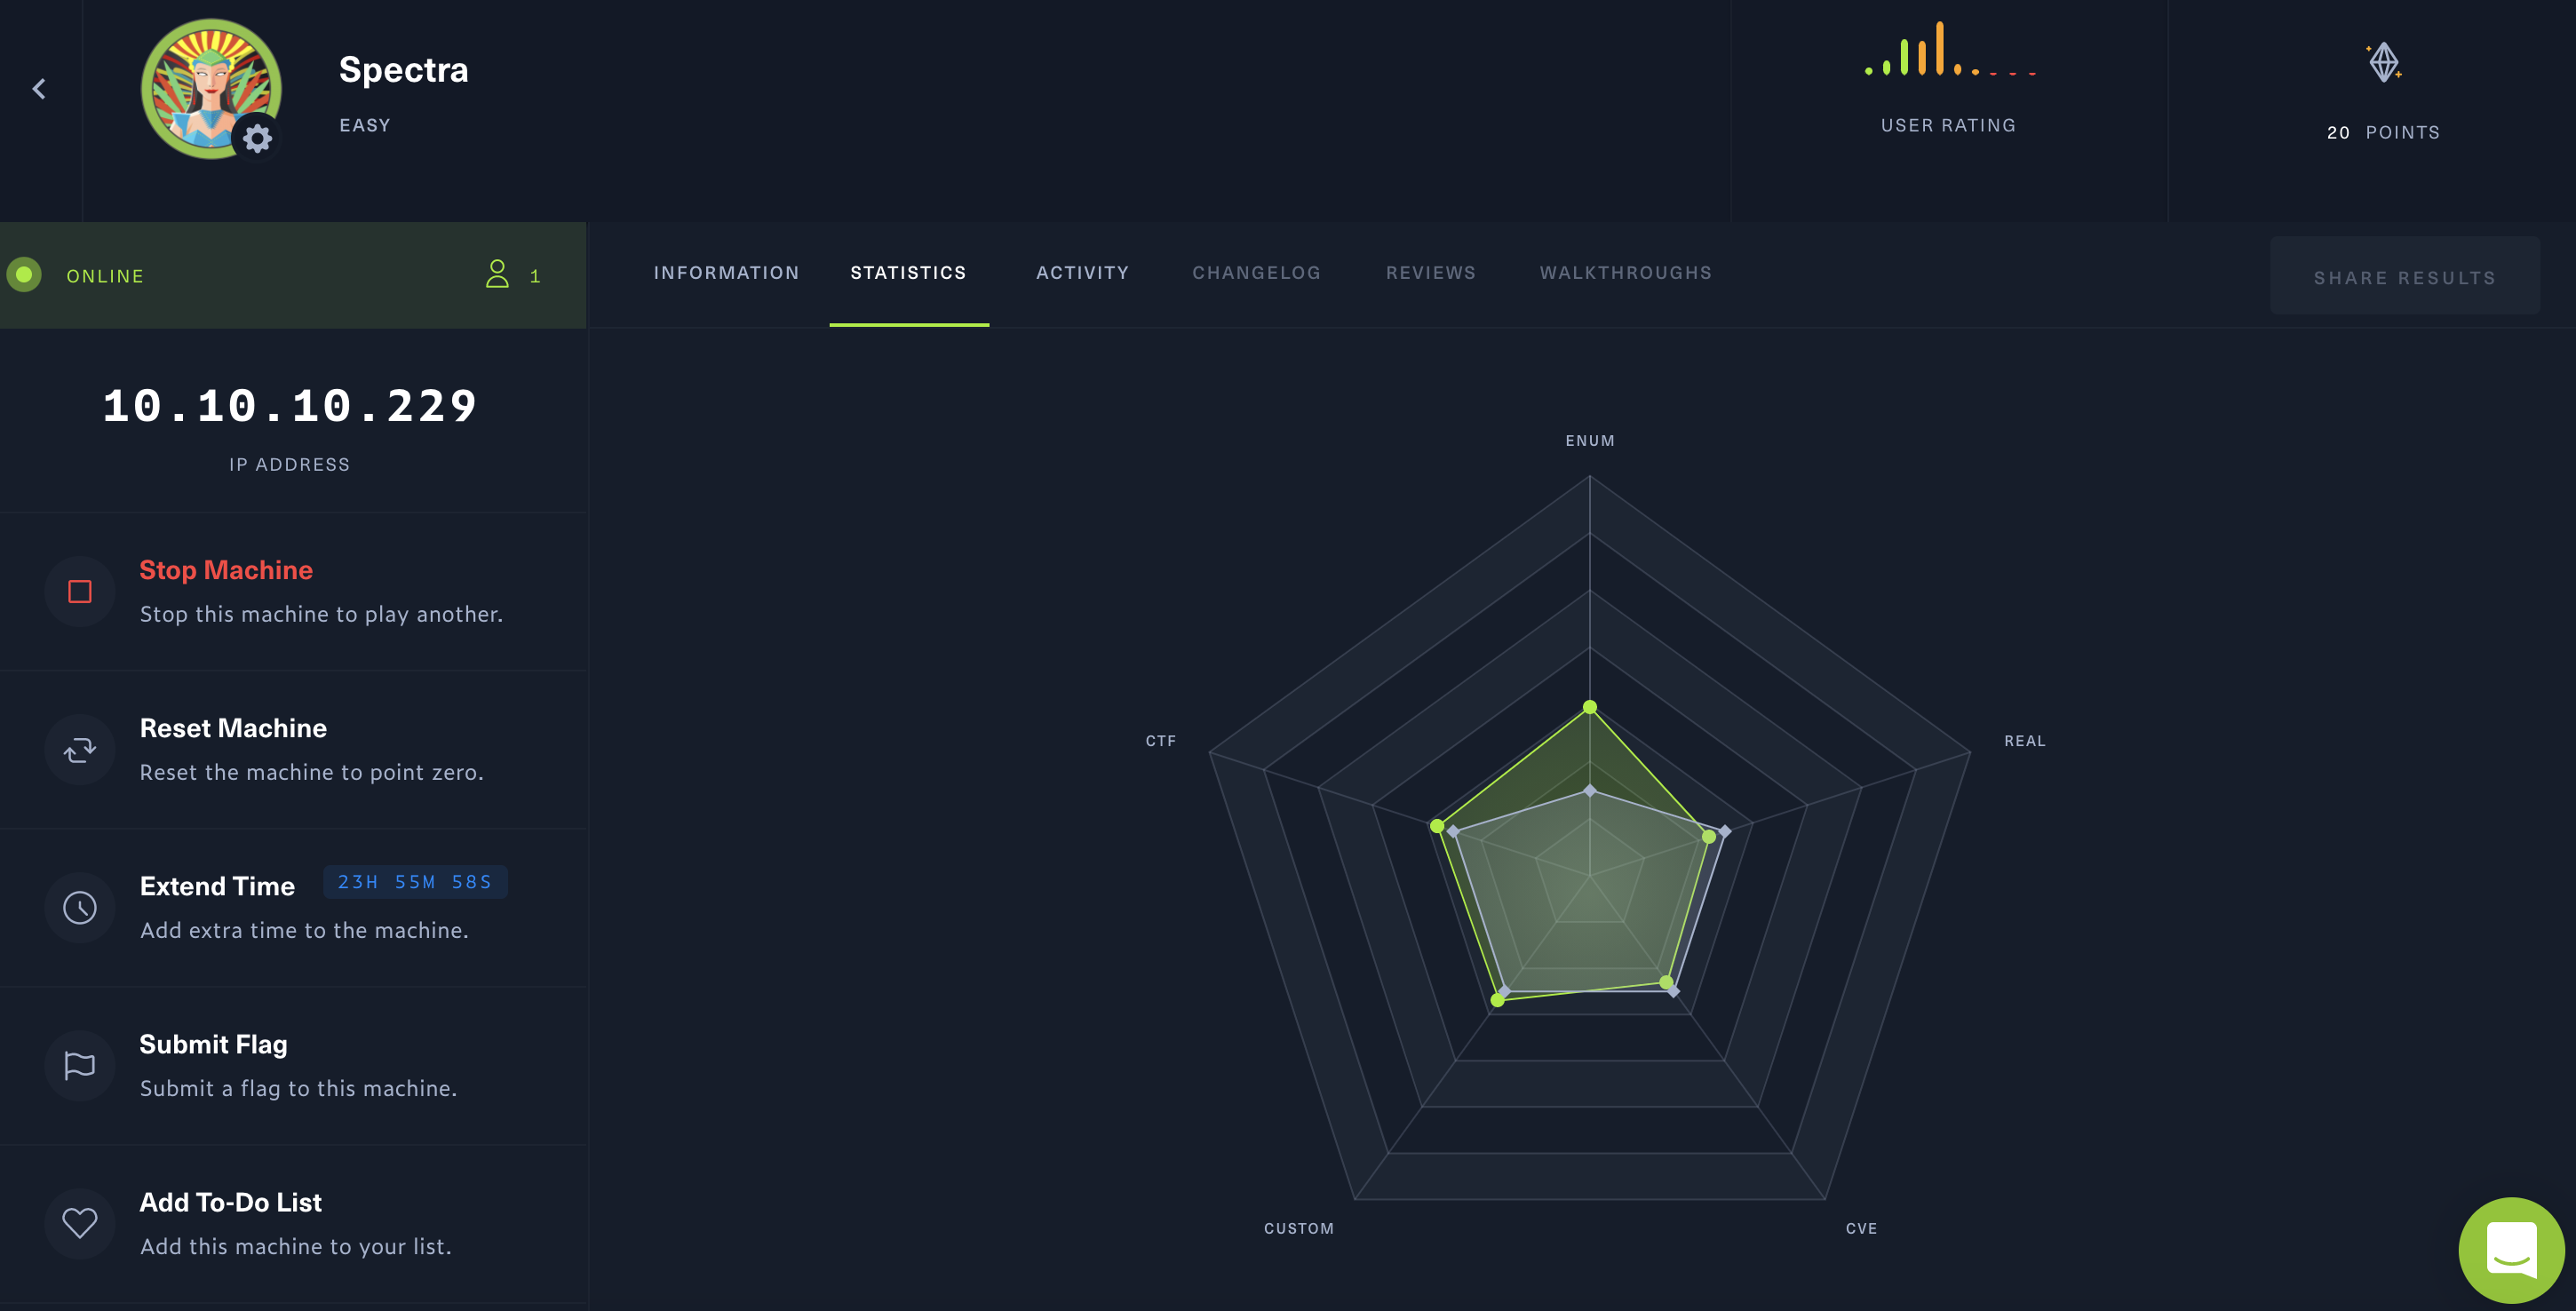 Spectra
EASY
USER RATING
20 POINTS
ONLINE
1
INFORMATION
STATISTICS
ACTIVITY
CHANGELOG
REVIEWS
WALKTHROUGHS
SHARE RESULTS
10.10.10.229
IP ADDRESS
Stop Machine
Stop this machine to play another.
Reset Machine
Reset the machine to point zero.
Extend Time
23H 55M 58S
Add extra time to the machine.
Submit Flag
Submit a flag to this machine.
Add To-Do List
Add this machine to your list.
ENUM
CTF
REAL
CUSTOM
CVE